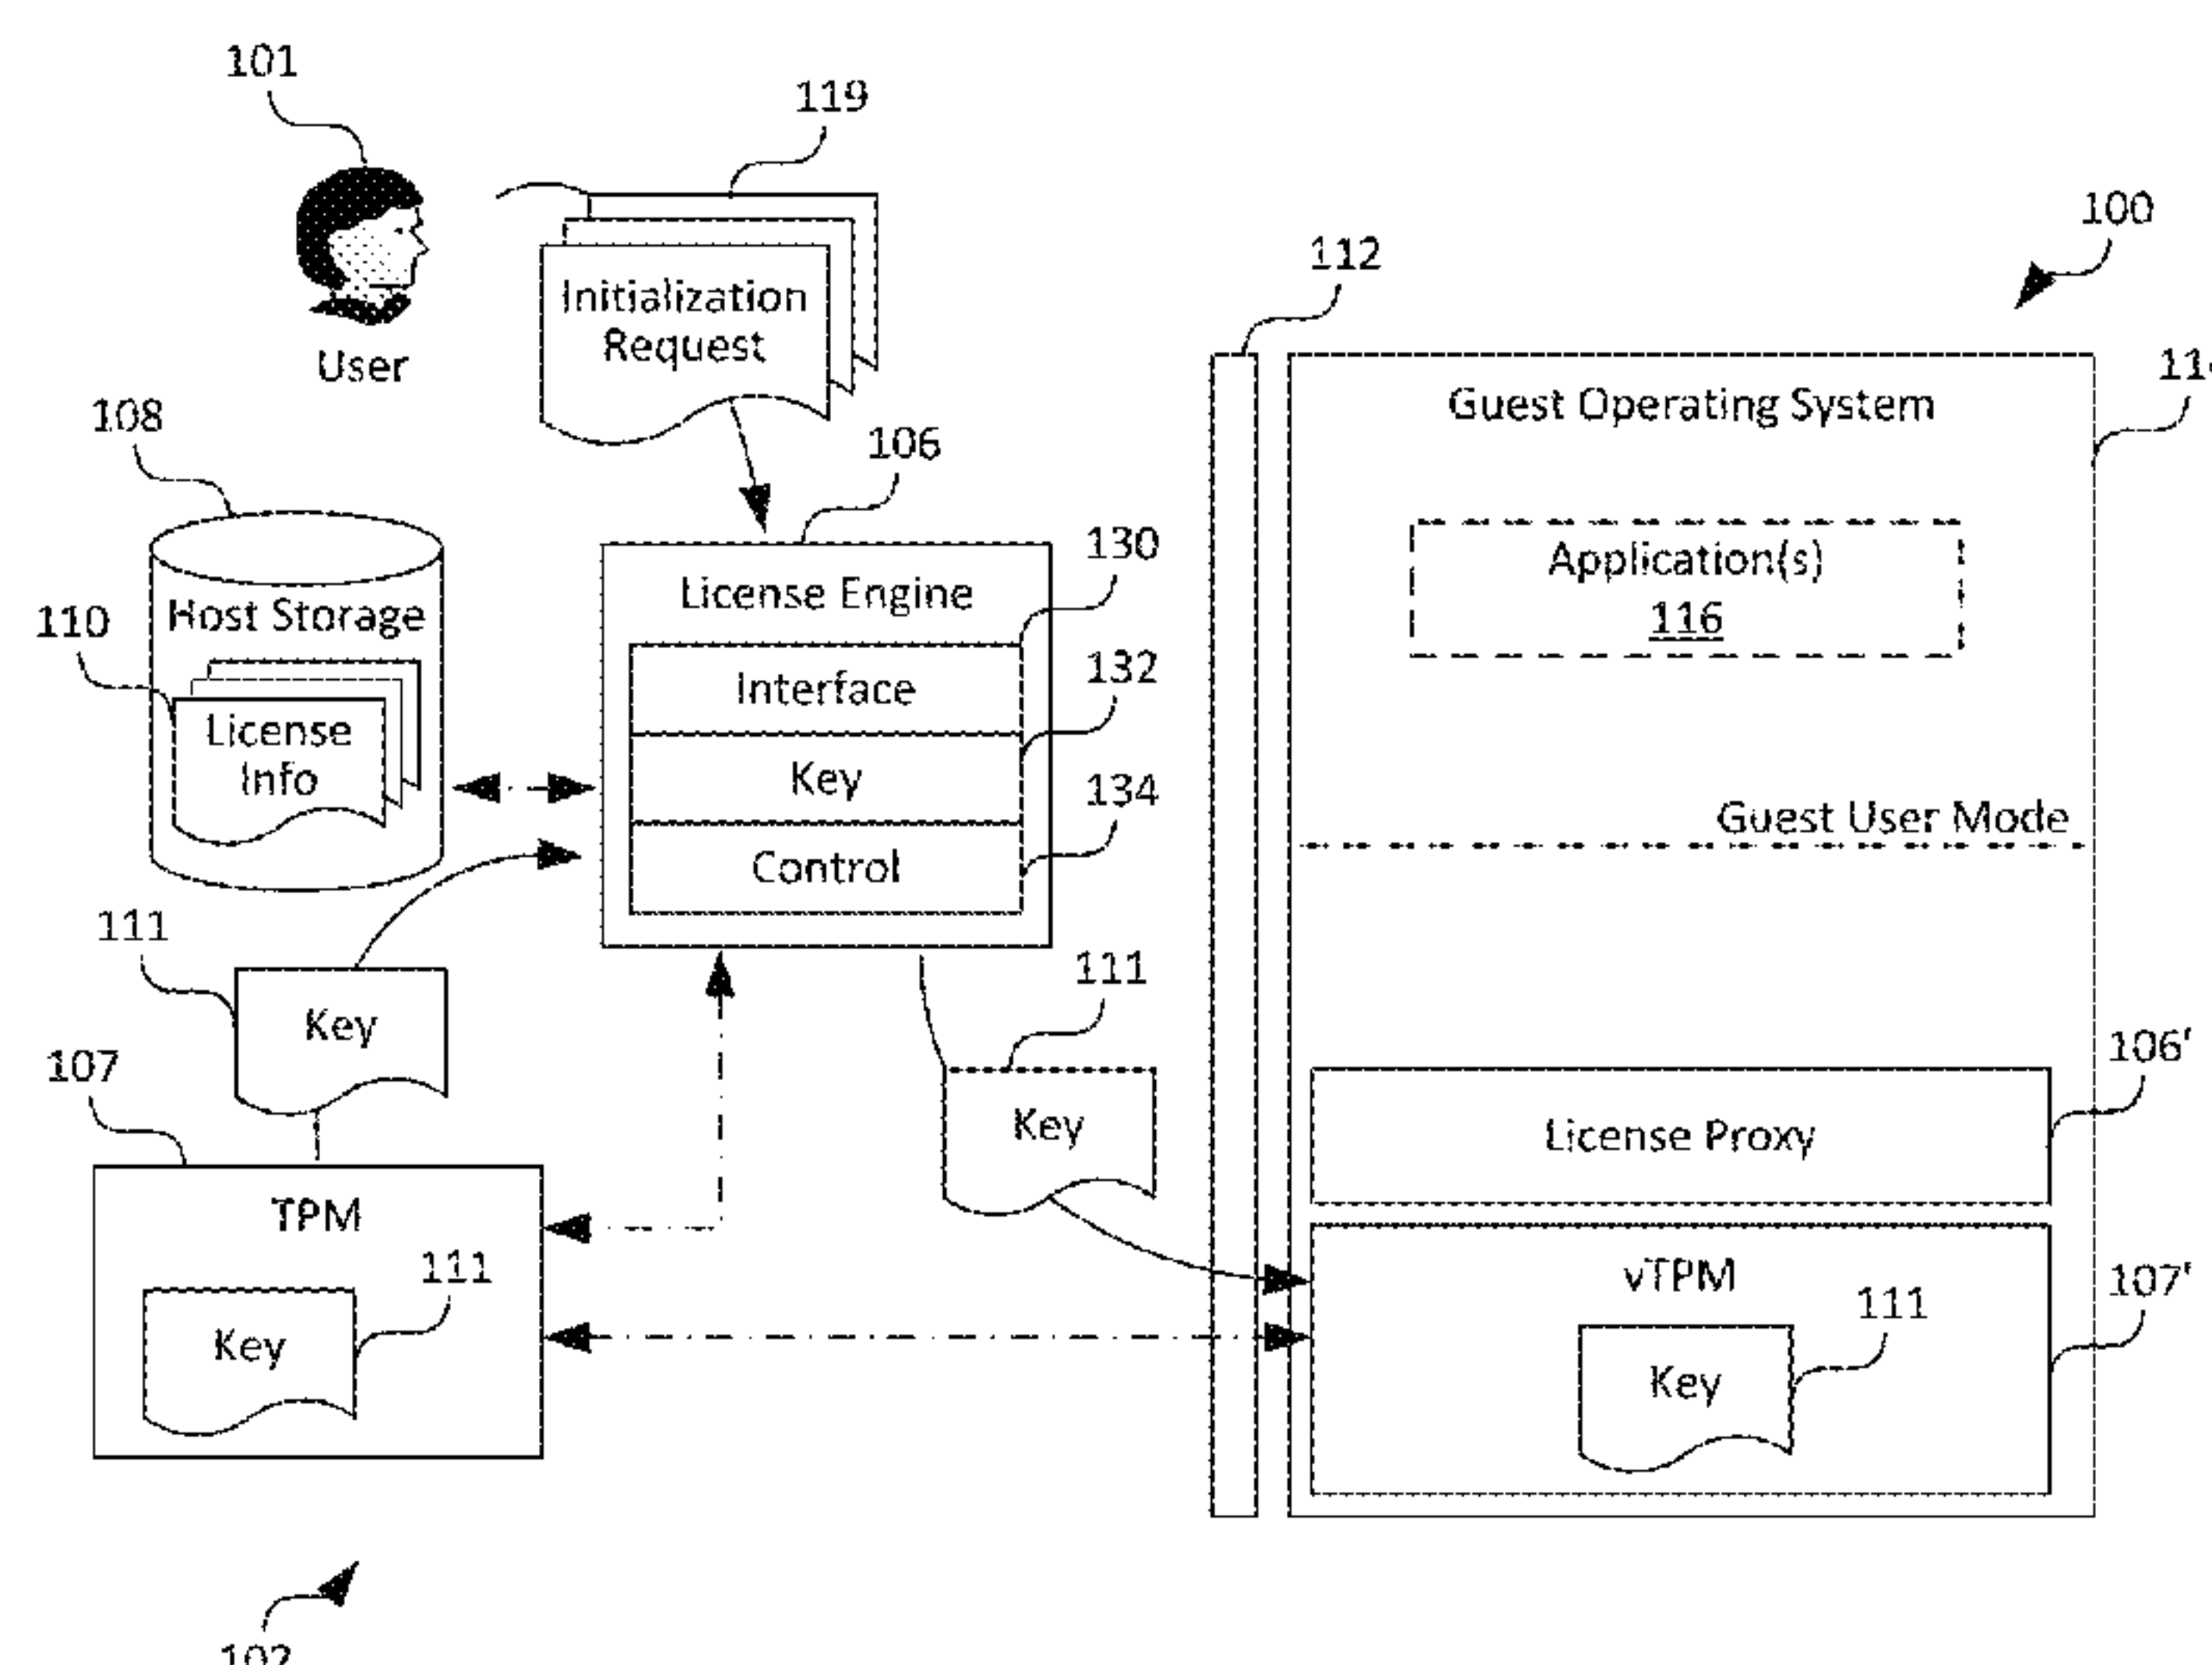 101
119
100
112
Initialization
Request
User
114
Guest Operating System
108
106
130
Application(s)
116
License Engine
Host Storage
110
132
Interface
License
Info
Key
134
Guest User Mode
Control
111
111
Key
107
106'
Key
License Proxy
TPM
111
vTPM
107'
111
Key
Key
102